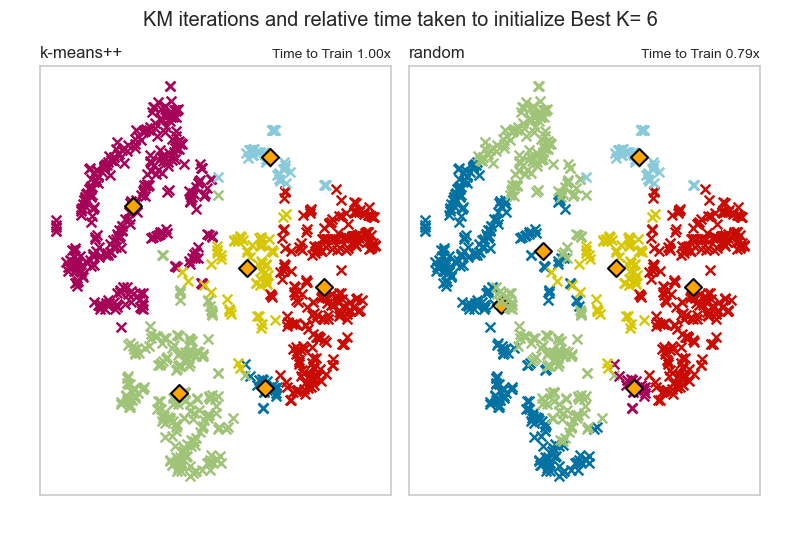 KM iterations and relative time taken to initialize Best K= 6
k-means++
Time to Train 1.00x
random
Time to Train 0.79x